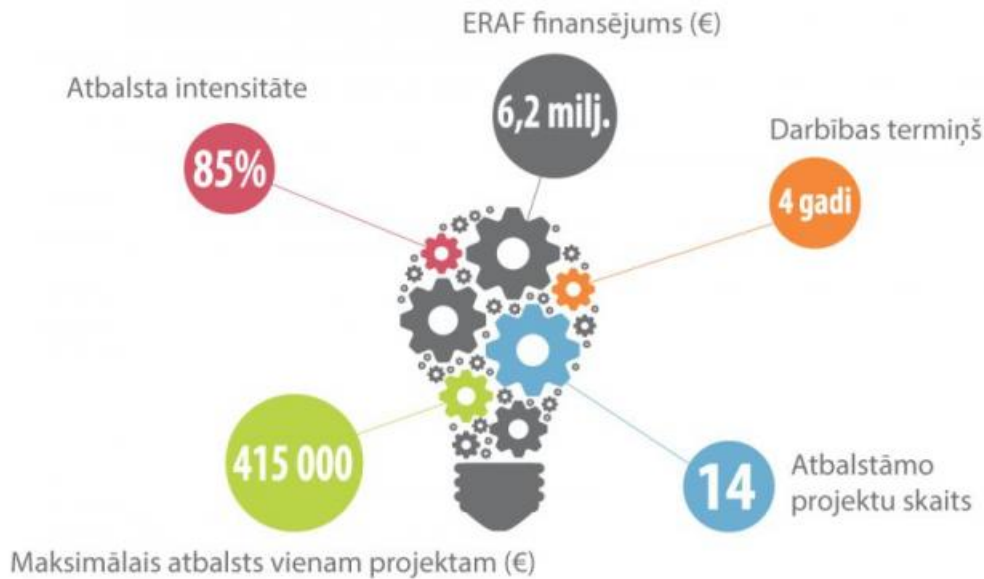 ERAF finansējums (€)
6,2 milj.
Atbalsta intensitāte
85%
Darbības termiņš
4 gadi
415 000
Maksimālais atbalsts vienam projektam (€)
14
Atbalstāmo
projektu skaits